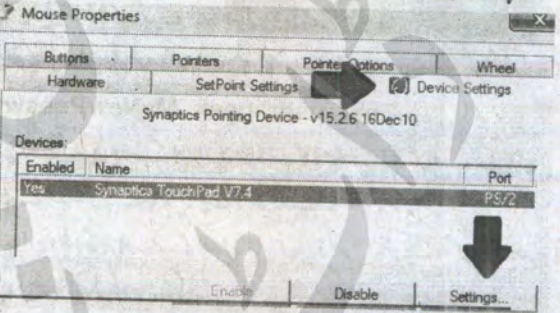 ? Mouse Properties
Buttons Pointers Pointer Options Wheel
Hardware SetPoint Settings Device Settings
Synaptics Pointing Device - v15.2.6 16Dec10
Devices:
Enabled Name Port
Yes Synaptics TouchPad V7.4 PS/2
Enable Disable Settings...